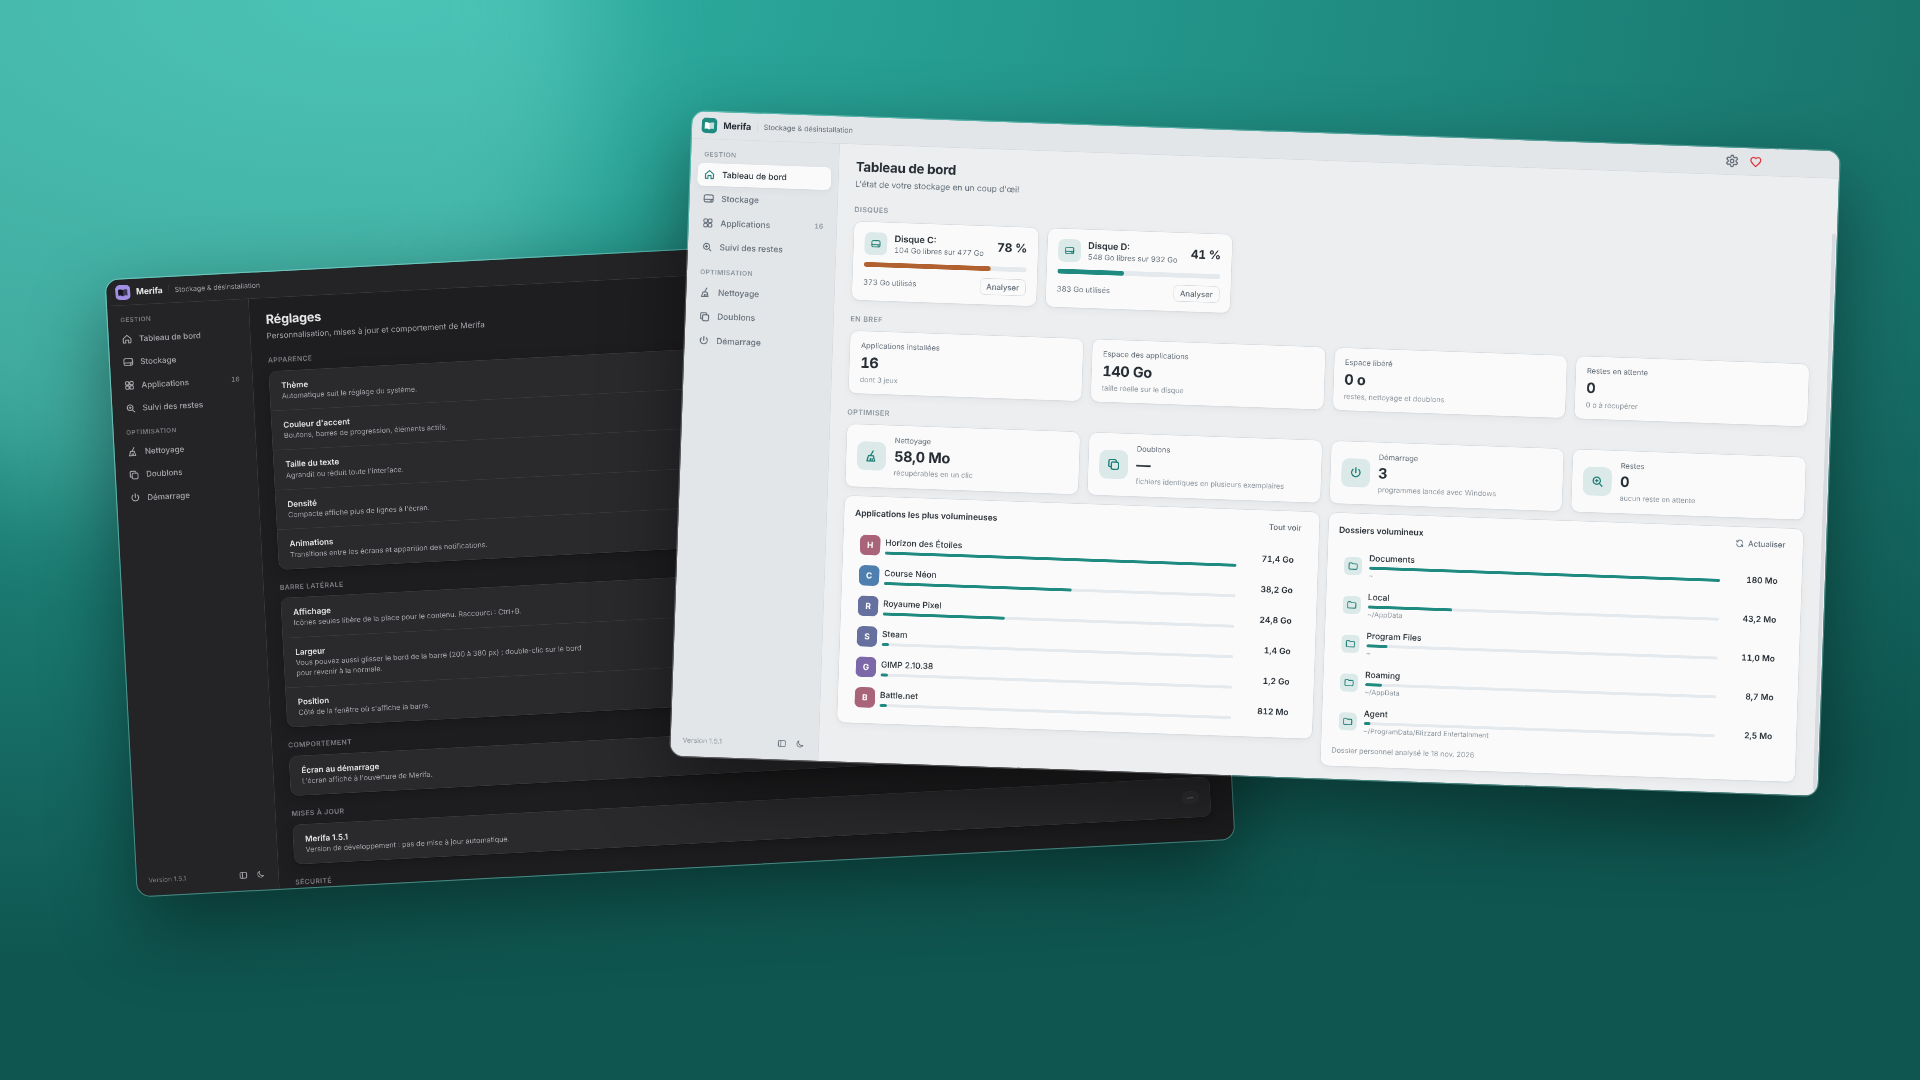 Merifa
Stockage & désinstallation
GESTION
Tableau de bord
Stockage
Applications 16
Suivi des restes
OPTIMISATION
Nettoyage
Doublons
Démarrage
Version 1.5.1
Réglages
Personnalisation, mises à jour et comportement de Merifa
APPARENCE
Thème
Automatique suit le réglage du système.
Couleur d'accent
Boutons, barres de progression, éléments actifs.
Taille du texte
Agrandit ou réduit toute l'interface.
Densité
Compacte affiche plus de lignes à l'écran.
Animations
Transitions entre les écrans et apparition des notifications.
BARRE LATÉRALE
Affichage
Icônes seules libère de la place pour le contenu. Raccourci : Ctrl+B.
Largeur
Vous pouvez aussi glisser le bord de la barre (200 à 380 px) ; double-clic sur le bord
pour revenir à la normale.
Position
Côté de la fenêtre où s'affiche la barre.
COMPORTEMENT
Écran au démarrage
L'écran affiché à l'ouverture de Merifa.
MISES À JOUR
Merifa 1.5.1
Version de développement : pas de mise à jour automatique.
SÉCURITÉ
Merifa
Stockage & désinstallation
GESTION
Tableau de bord
Stockage
Applications 16
Suivi des restes
OPTIMISATION
Nettoyage
Doublons
Démarrage
Version 1.5.1
Tableau de bord
L'état de votre stockage en un coup d'œil
DISQUES
Disque C:
104 Go libres sur 477 Go
78 %
373 Go utilisés
Analyser
Disque D:
548 Go libres sur 932 Go
41 %
383 Go utilisés
Analyser
EN BREF
Applications installées
16
dont 3 jeux
Espace des applications
140 Go
taille réelle sur le disque
Espace libéré
0 o
restes, nettoyage et doublons
Restes en attente
0
0 o à récupérer
OPTIMISER
Nettoyage
58,0 Mo
récupérables en un clic
Doublons
—
fichiers identiques en plusieurs exemplaires
Démarrage
3
programmes lancés avec Windows
Restes
0
aucun reste en attente
Applications les plus volumineuses
Tout voir
H Horizon des Étoiles 71,4 Go
C Course Néon 38,2 Go
R Royaume Pixel 24,8 Go
S Steam 1,4 Go
G GIMP 2.10.38 1,2 Go
B Battle.net 812 Mo
Dossiers volumineux
Actualiser
Documents 180 Mo
~
Local 43,2 Mo
~/AppData
Program Files 11,0 Mo
~
Roaming 8,7 Mo
~/AppData
Agent 2,5 Mo
~/ProgramData/Blizzard Entertainment
Dossier personnel analysé le 18 nov. 2026